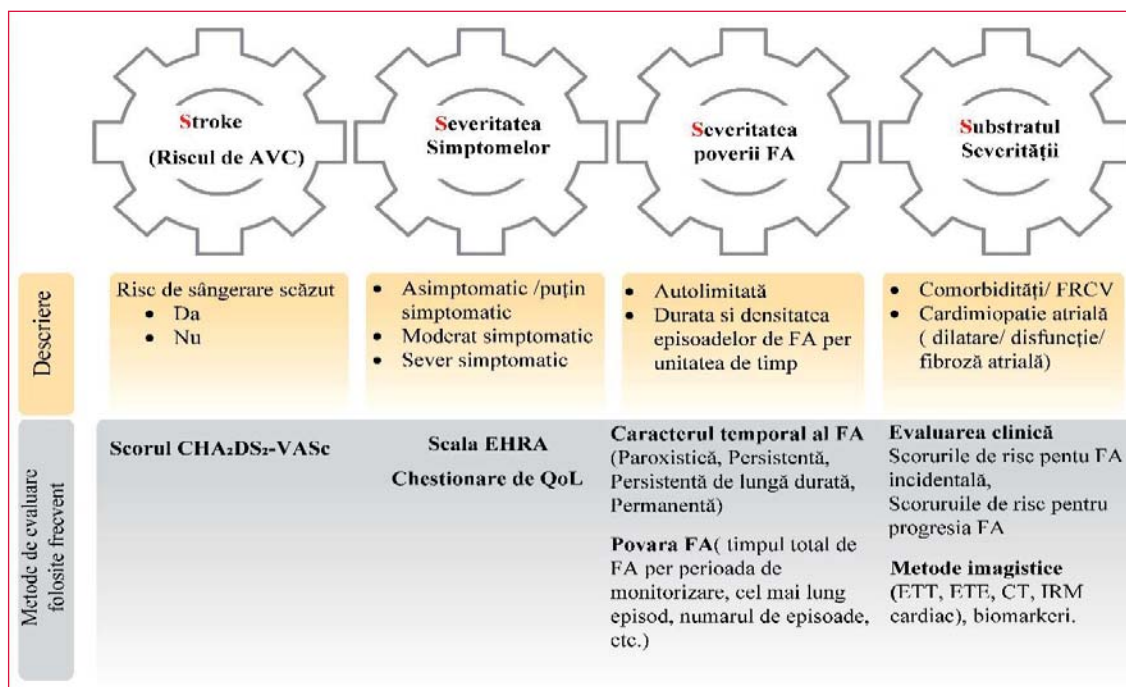 Stroke
(Riscul de AVC)
Severitatea
Simptomelor
Severitatea
poverii FA
Substratul
Severității
Descriere
Risc de sângerare scăzut
• Da
• Nu
• Asimptomatic /puțin
simptomatic
• Moderat simptomatic
• Sever simptomatic
• Autolimitată
• Durata si densitatea
episoadelor de FA per
unitatea de timp
• Comorbidități/ FRCV
• Cardimiopatie atrială
( dilatare/ disfuncție/
fibroză atrială)
Metode de evaluare
folosite frecvent
Scorul CHA₂DS₂-VASc
Scala EHRA
Chestionare de QoL
Caracterul temporal al FA
(Paroxistică, Persistentă,
Persistentă de lungă durată,
Permanentă)
Povara FA( timpul total de
FA per perioada de
monitorizare, cel mai lung
episod, numarul de episoade,
etc.)
Evaluarea clinică
Scorurile de risc pentu FA
incidentală,
Scoruruile de risc pentru
progresia FA
Metode imagistice
(ETT, ETE, CT, IRM
cardiac), biomarkeri.